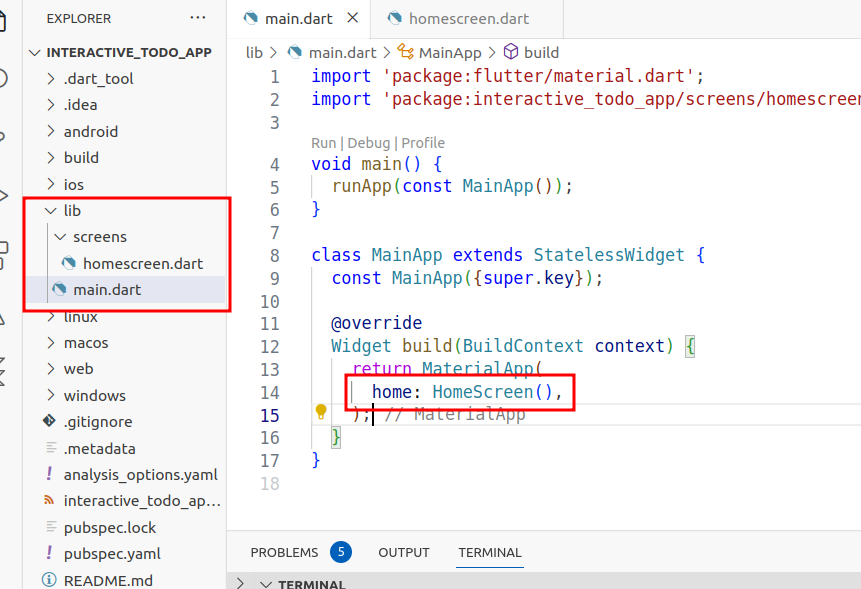 EXPLORER
···
INTERACTIVE_TODO_APP
.dart_tool
.idea
android
build
ios
lib
screens
homescreen.dart
main.dart
linux
macos
web
windows
.gitignore
.metadata
analysis_options.yaml
interactive_todo_ap...
pubspec.lock
pubspec.yaml
README.md
main.dart
homescreen.dart
lib > main.dart > MainApp > build
1 import 'package:flutter/material.dart';
2 import 'package:interactive_todo_app/screens/homescreen
3
Run | Debug | Profile
4 void main() {
5 runApp(const MainApp());
6 }
7
8 class MainApp extends StatelessWidget {
9 const MainApp({super.key});
10
11 @override
12 Widget build(BuildContext context) {
13 return MaterialApp(
14 home: HomeScreen(),
15 ); // MaterialApp
16 }
17 }
18
PROBLEMS 5 OUTPUT TERMINAL
TERMINAL